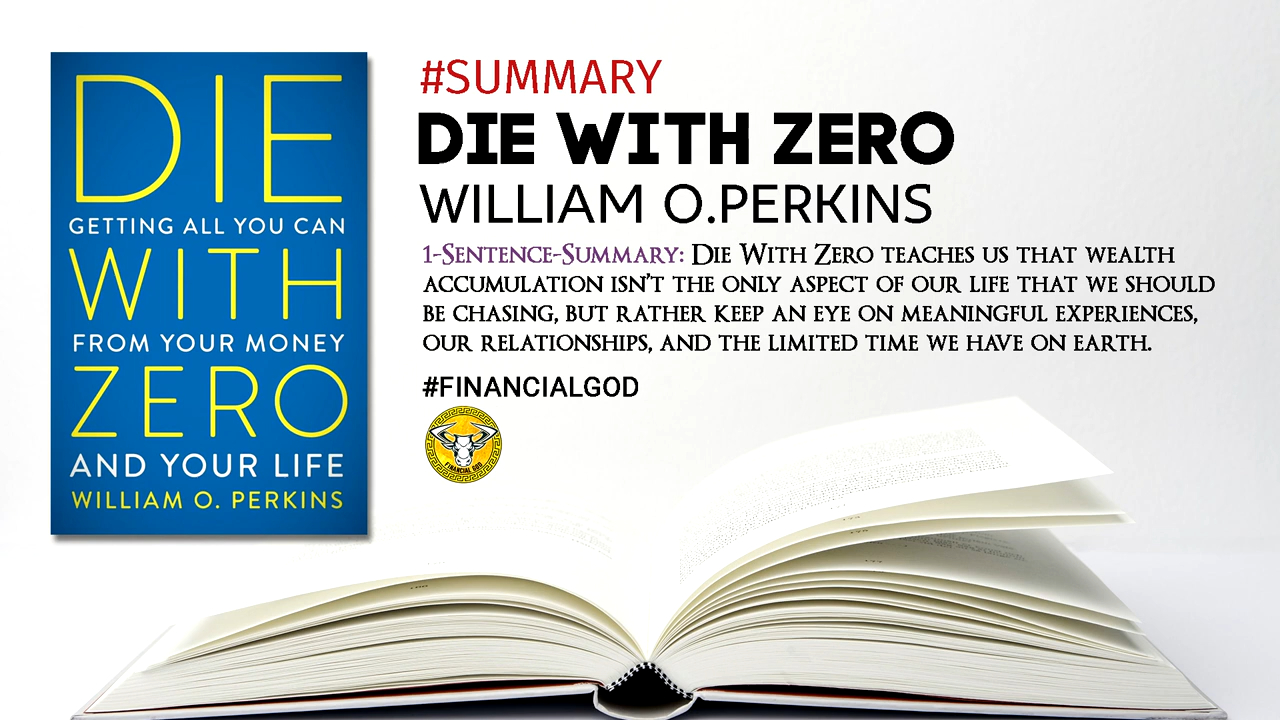 DIE
GETTING ALL YOU CAN
WITH
FROM YOUR MONEY
ZERO
AND YOUR LIFE
WILLIAM O. PERKINS
#SUMMARY
DIE WITH ZERO
WILLIAM O.PERKINS
1-Sentence-Summary: Die With Zero teaches us that wealth
accumulation isn't the only aspect of our life that we should
be chasing, but rather keep an eye on meaningful experiences,
our relationships, and the limited time we have on earth.
#FINANCIALGOD
FINANCIAL GOD